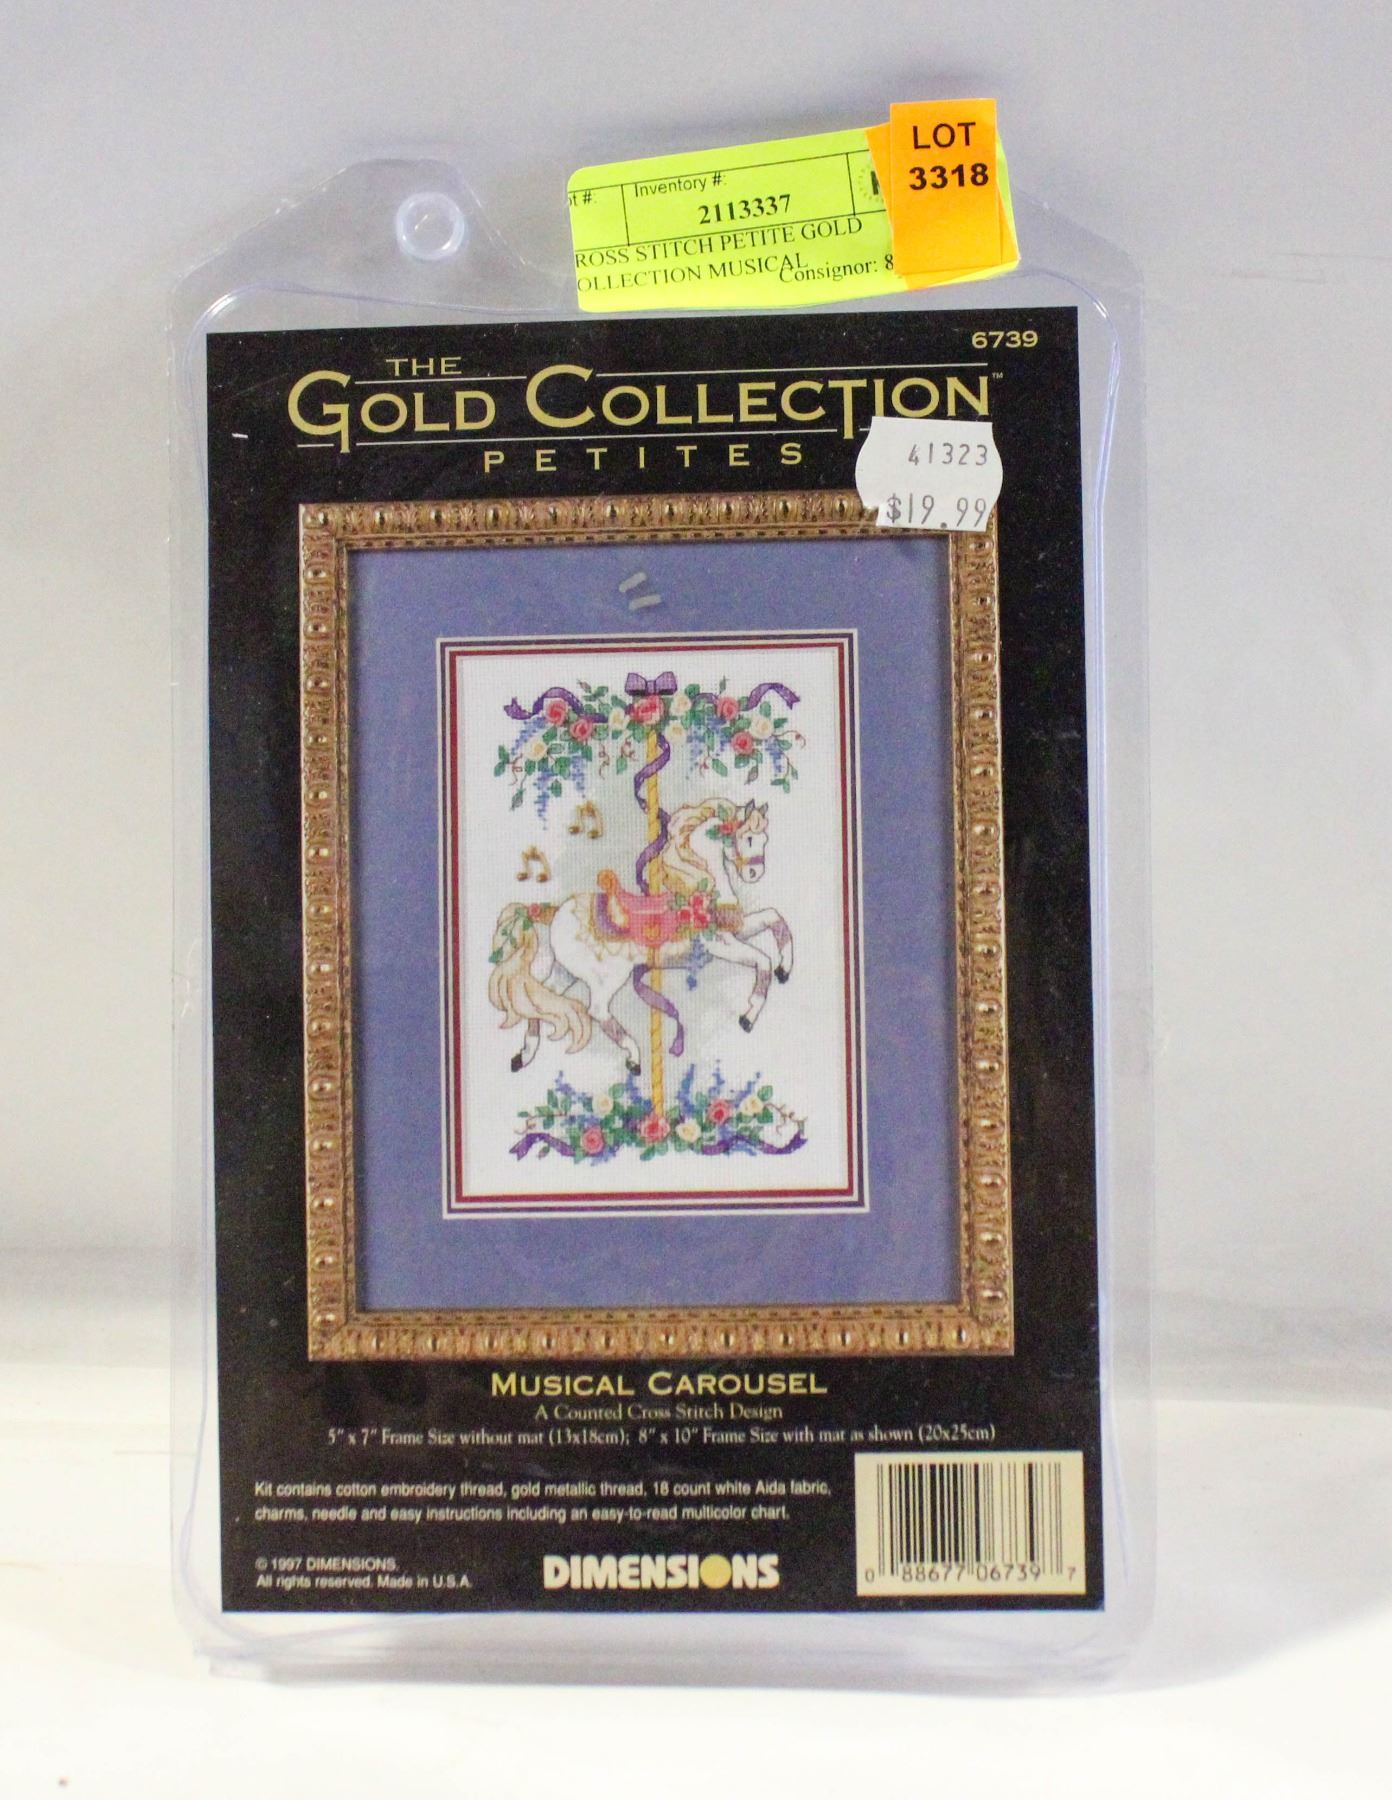 LOT
3318
ot #:
Inventory #:
2113337
ROSS STITCH PETITE GOLD
OLLECTION MUSICAL
Consignor: 8
6739
THE
GOLD COLLECTION™
PETITES
41323
$19.99
MUSICAL CAROUSEL
A Counted Cross Stitch Design
5" x 7" Frame Size without mat (13x18cm); 8" x 10" Frame Size with mat as shown (20x25cm)
Kit contains cotton embroidery thread, gold metallic thread, 18 count white Aida fabric,
charms, needle and easy instructions including an easy-to-read multicolor chart.
© 1997 DIMENSIONS.
All rights reserved. Made in U.S.A.
DIMENSIONS
0 88677 06739 7